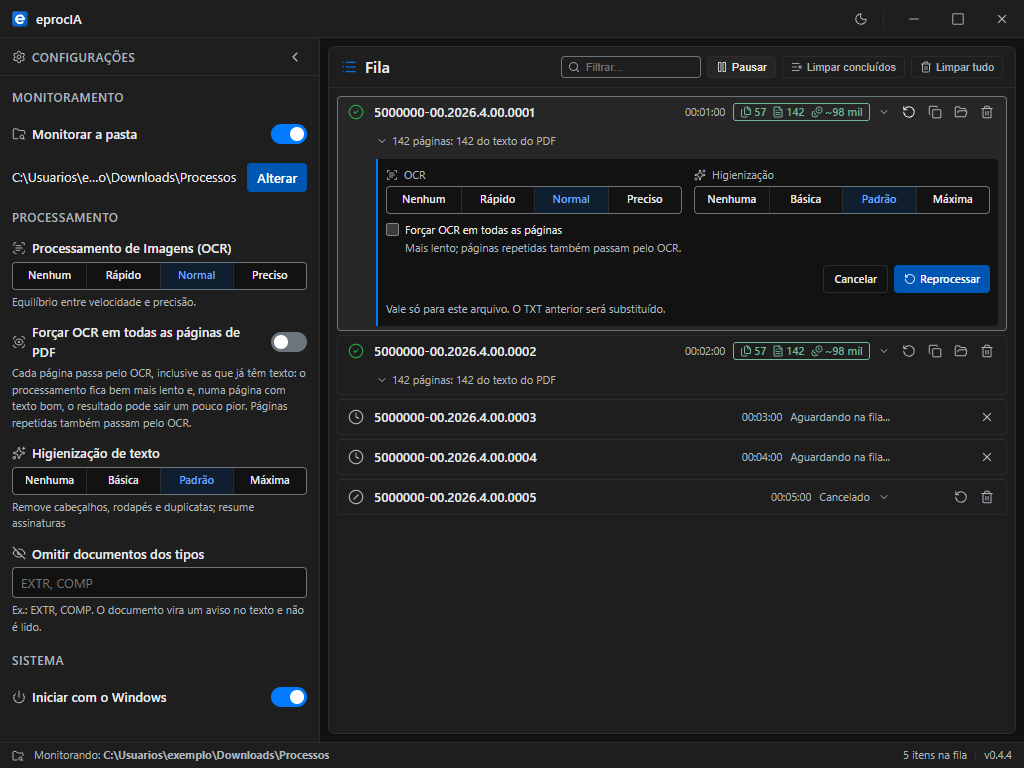 eprocIA
CONFIGURAÇÕES
MONITORAMENTO
Monitorar a pasta
C:\Usuarios\e...o\Downloads\Processos
Alterar
PROCESSAMENTO
Processamento de Imagens (OCR)
Nenhum Rápido Normal Preciso
Equilíbrio entre velocidade e precisão.
Forçar OCR em todas as páginas de
PDF
Cada página passa pelo OCR, inclusive as que já têm texto: o
processamento fica bem mais lento e, numa página com
texto bom, o resultado pode sair um pouco pior. Páginas
repetidas também passam pelo OCR.
Higienização de texto
Nenhuma Básica Padrão Máxima
Remove cabeçalhos, rodapés e duplicatas; resume
assinaturas
Omitir documentos dos tipos
EXTR, COMP
Ex.: EXTR, COMP. O documento vira um aviso no texto e não
é lido.
SISTEMA
Iniciar com o Windows
Fila
Filtrar...
Pausar
Limpar concluídos
Limpar tudo
5000000-00.2026.4.00.0001 00:01:00 57 142 ~98 mil
142 páginas: 142 do texto do PDF
OCR
Nenhum Rápido Normal Preciso
Higienização
Nenhuma Básica Padrão Máxima
Forçar OCR em todas as páginas
Mais lento; páginas repetidas também passam pelo OCR.
Cancelar Reprocessar
Vale só para este arquivo. O TXT anterior será substituído.
5000000-00.2026.4.00.0002 00:02:00 57 142 ~98 mil
142 páginas: 142 do texto do PDF
5000000-00.2026.4.00.0003 00:03:00 Aguardando na fila...
5000000-00.2026.4.00.0004 00:04:00 Aguardando na fila...
5000000-00.2026.4.00.0005 00:05:00 Cancelado
Monitorando: C:\Usuarios\exemplo\Downloads\Processos
5 itens na fila v0.4.4